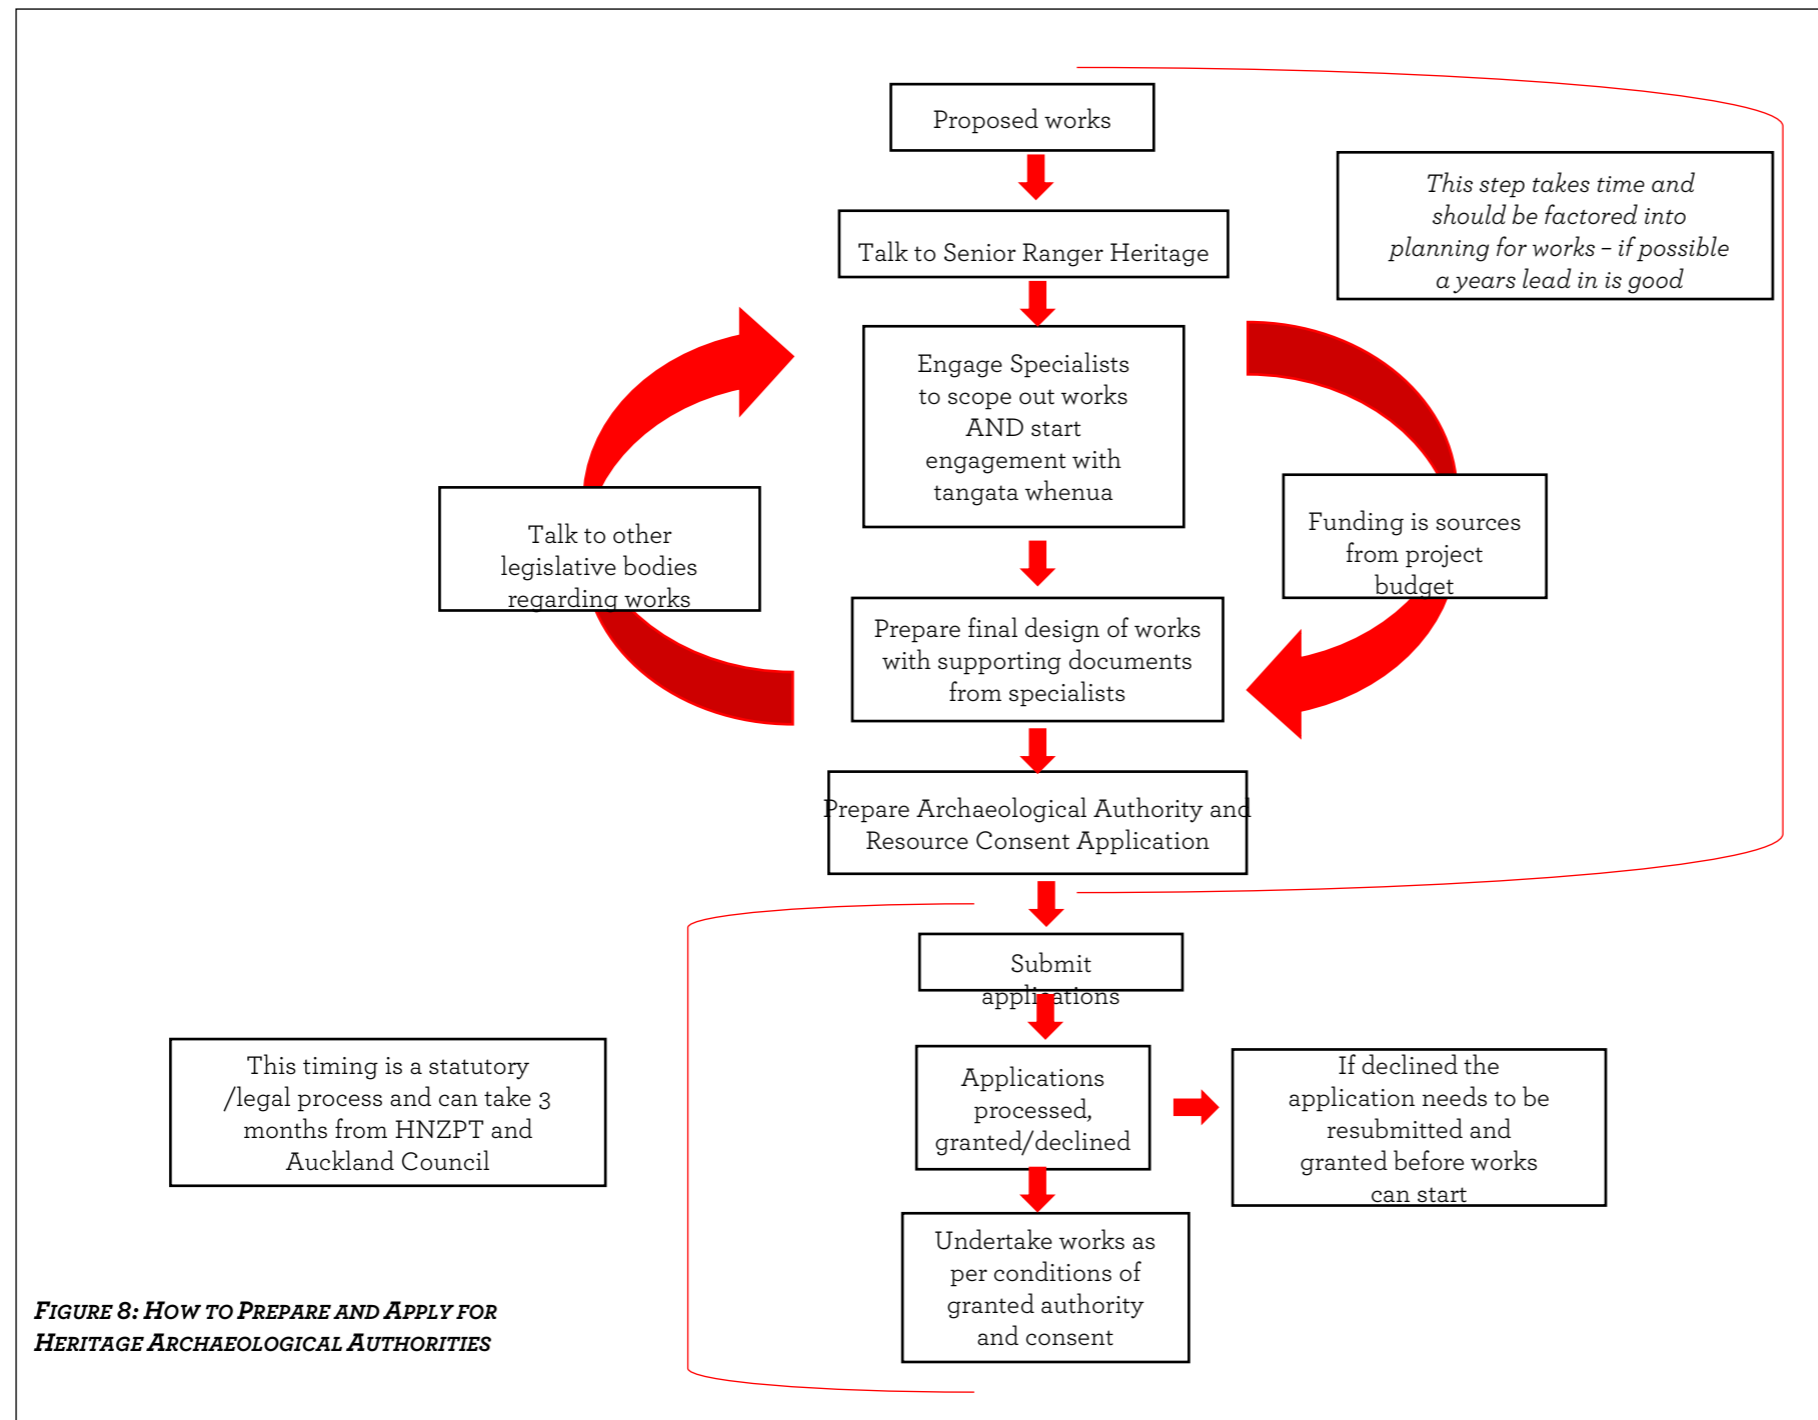 Proposed works
This step takes time and
should be factored into
planning for works – if possible
a years lead in is good
Talk to Senior Ranger Heritage
Engage Specialists
to scope out works
AND start
engagement with
tangata whenua
Talk to other
legislative bodies
regarding works
Funding is sources
from project
budget
Prepare final design of works
with supporting documents
from specialists
Prepare Archaeological Authority and
Resource Consent Application
Submit
applications
This timing is a statutory
/legal process and can take 3
months from HNZPT and
Auckland Council
Applications
processed,
granted/declined
If declined the
application needs to be
resubmitted and
granted before works
can start
Undertake works as
per conditions of
granted authority
and consent
FIGURE 8: HOW TO PREPARE AND APPLY FOR
HERITAGE ARCHAEOLOGICAL AUTHORITIES